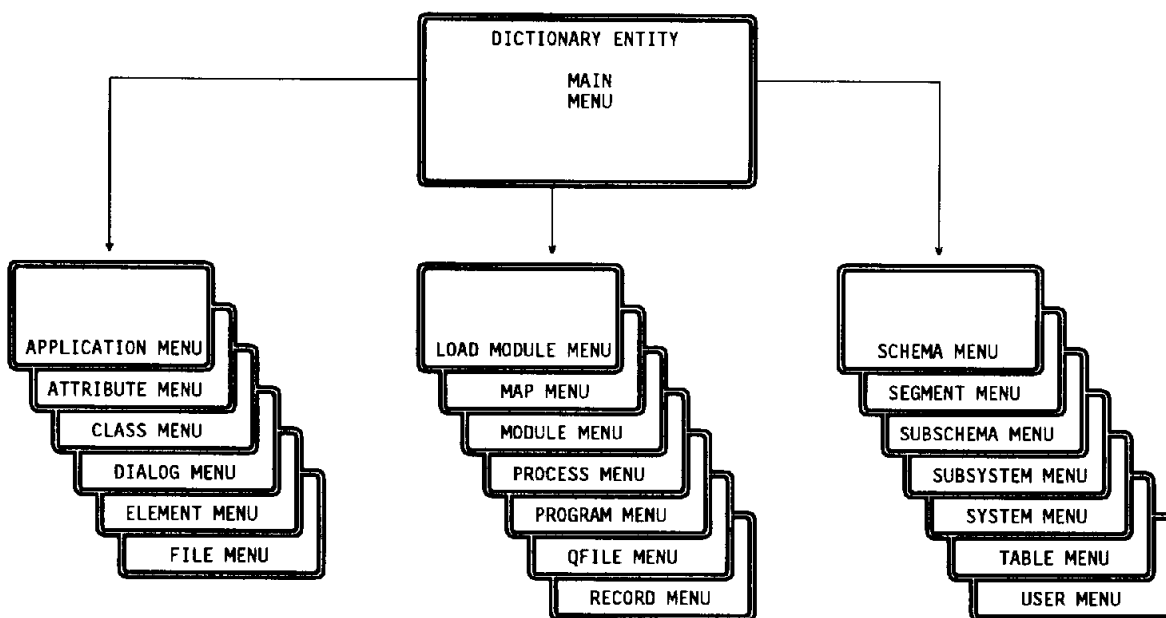 DICTIONARY ENTITY
MAIN
MENU
APPLICATION MENU
ATTRIBUTE MENU
CLASS MENU
DIALOG MENU
ELEMENT MENU
FILE MENU
LOAD MODULE MENU
MAP MENU
MODULE MENU
PROCESS MENU
PROGRAM MENU
QFILE MENU
RECORD MENU
SCHEMA MENU
SEGMENT MENU
SUBSCHEMA MENU
SUBSYSTEM MENU
SYSTEM MENU
TABLE MENU
USER MENU